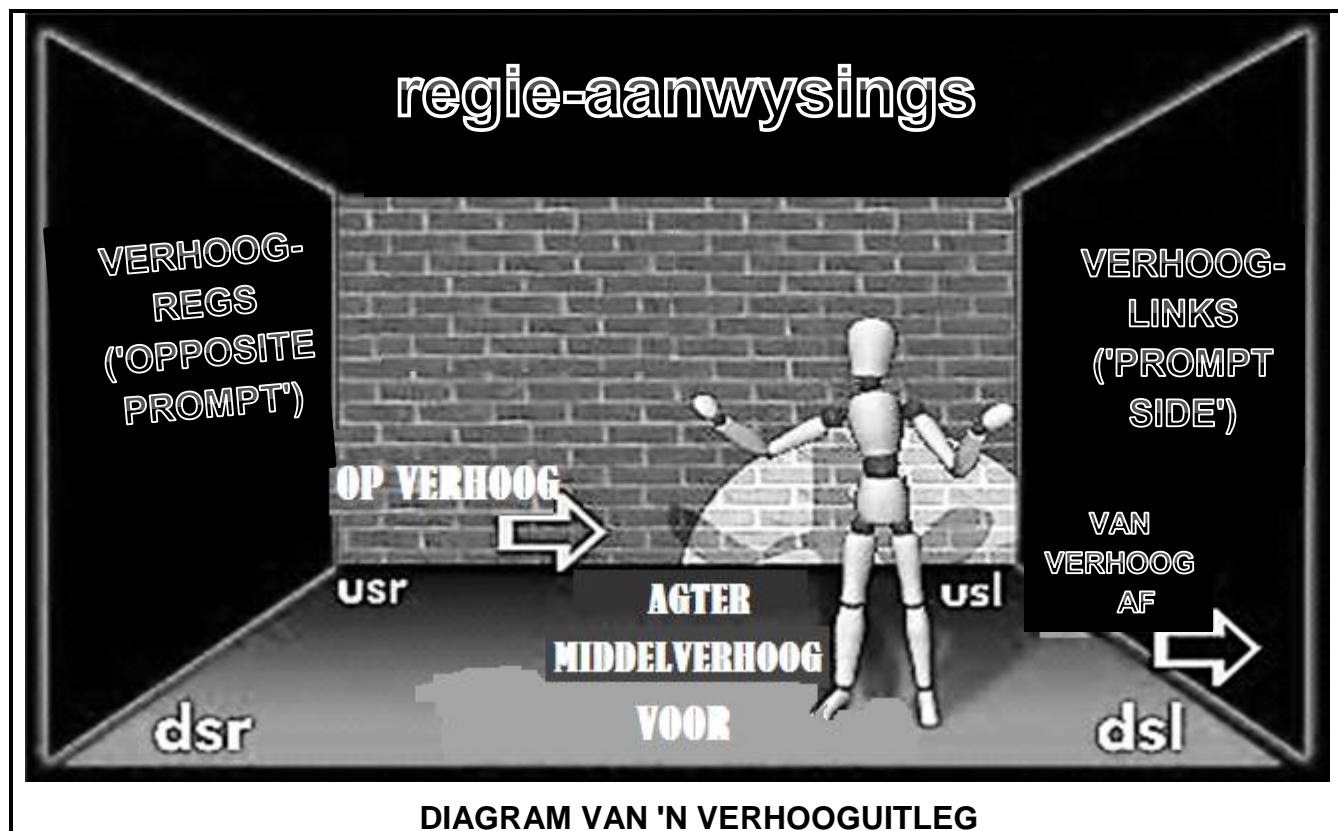 regie-aanwysings
VERHOOG-
REGS
('OPPOSITE
PROMPT')
VERHOOG-
LINKS
('PROMPT
SIDE')
OP VERHOOG
VAN
VERHOOG
AF
usr
AGTER
usl
MIDDELVERHOOG
dsr
VOOR
dsl
DIAGRAM VAN 'N VERHOOGUITLEG